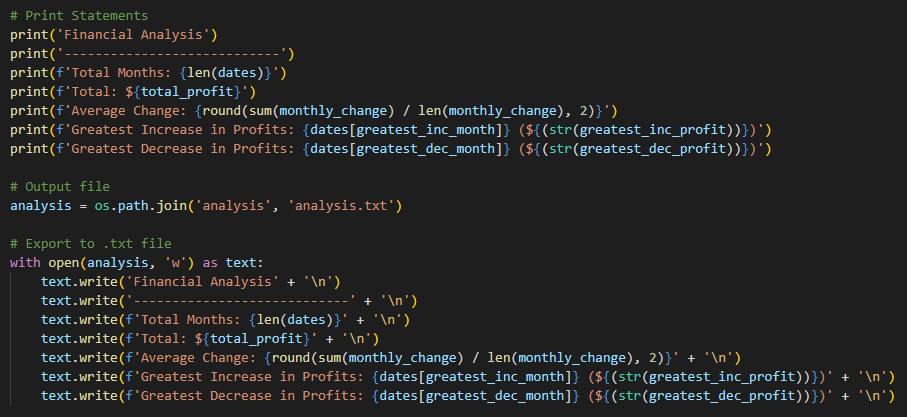 # Print Statements
print('Financial Analysis')
print('----------------------------')
print(f'Total Months: {len(dates)}')
print(f'Total: ${total_profit}')
print(f'Average Change: {round(sum(monthly_change) / len(monthly_change), 2)}')
print(f'Greatest Increase in Profits: {dates[greatest_inc_month]} (${(str(greatest_inc_profit))})')
print(f'Greatest Decrease in Profits: {dates[greatest_dec_month]} (${(str(greatest_dec_profit))})')

# Output file
analysis = os.path.join('analysis', 'analysis.txt')

# Export to .txt file
with open(analysis, 'w') as text:
    text.write('Financial Analysis' + '\n')
    text.write('----------------------------' + '\n')
    text.write(f'Total Months: {len(dates)}' + '\n')
    text.write(f'Total: ${total_profit}' + '\n')
    text.write(f'Average Change: {round(sum(monthly_change) / len(monthly_change), 2)}' + '\n')
    text.write(f'Greatest Increase in Profits: {dates[greatest_inc_month]} (${(str(greatest_inc_profit))})' + '\n')
    text.write(f'Greatest Decrease in Profits: {dates[greatest_dec_month]} (${(str(greatest_dec_profit))})' + '\n')